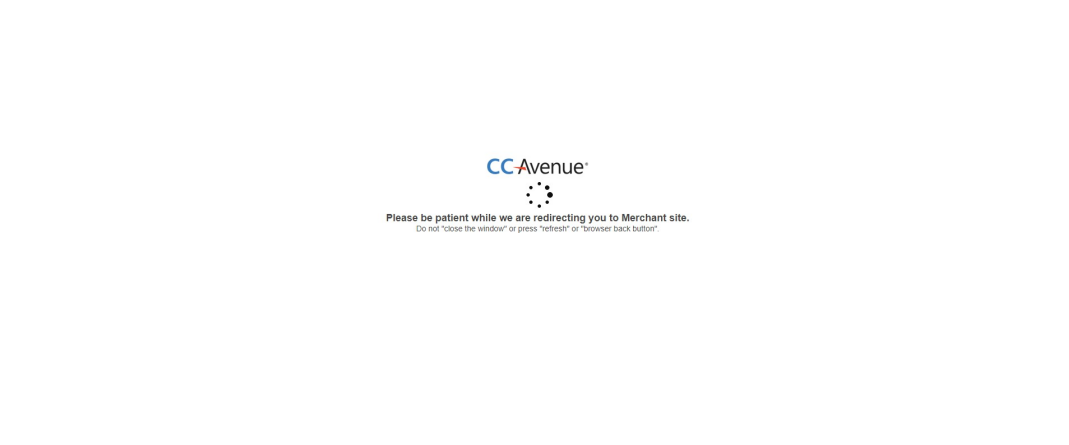 CCAvenue®
Please be patient while we are redirecting you to Merchant site.
Do not "close the window" or press "refresh" or "browser back button".